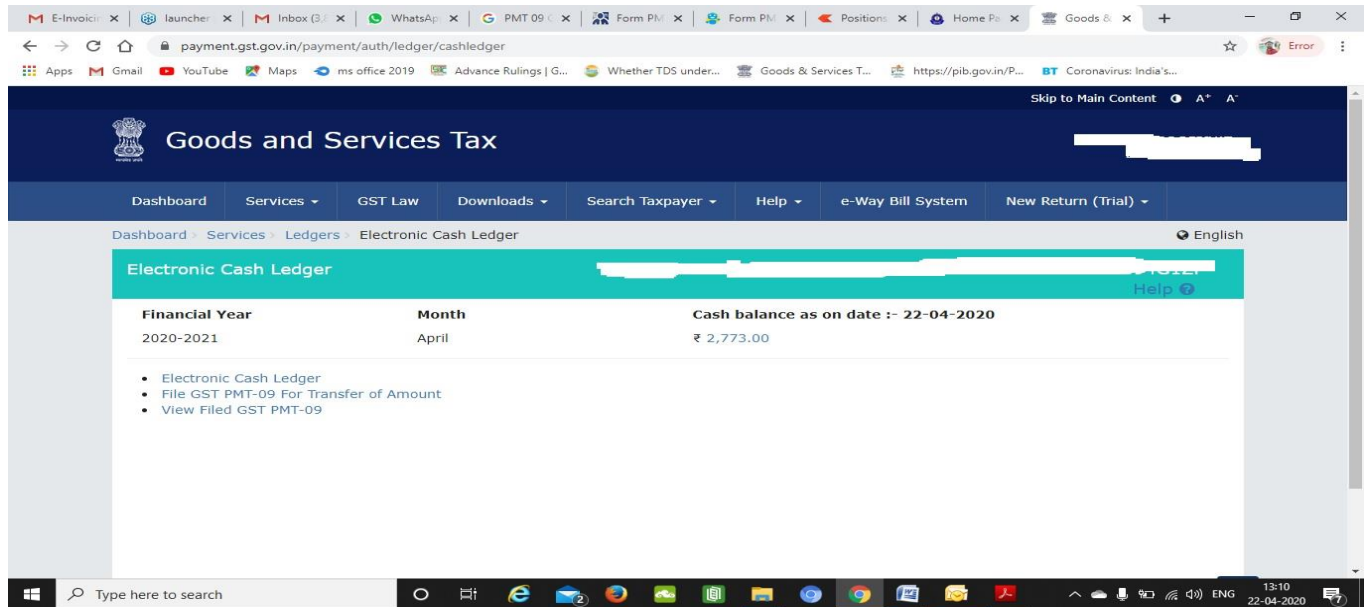 E-Invoicin launcher Inbox (3, WhatsAp PMT 09 Form PM Form PM Positions Home Pa Goods &
payment.gst.gov.in/payment/auth/ledger/cashledger Error
Apps Gmail YouTube Maps ms office 2019 Advance Rulings | G... Whether TDS under... Goods & Services T... https://pib.gov.in/P... BT Coronavirus: India's...
Skip to Main Content A+ A-
Goods and Services Tax
Dashboard Services GST Law Downloads Search Taxpayer Help e-Way Bill System New Return (Trial)
Dashboard > Services > Ledgers > Electronic Cash Ledger English
Electronic Cash Ledger
Help
Financial Year Month Cash balance as on date :- 22-04-2020
2020-2021 April ₹ 2,773.00
• Electronic Cash Ledger
• File GST PMT-09 For Transfer of Amount
• View Filed GST PMT-09
Type here to search 2 ENG 13:10
22-04-2020 7